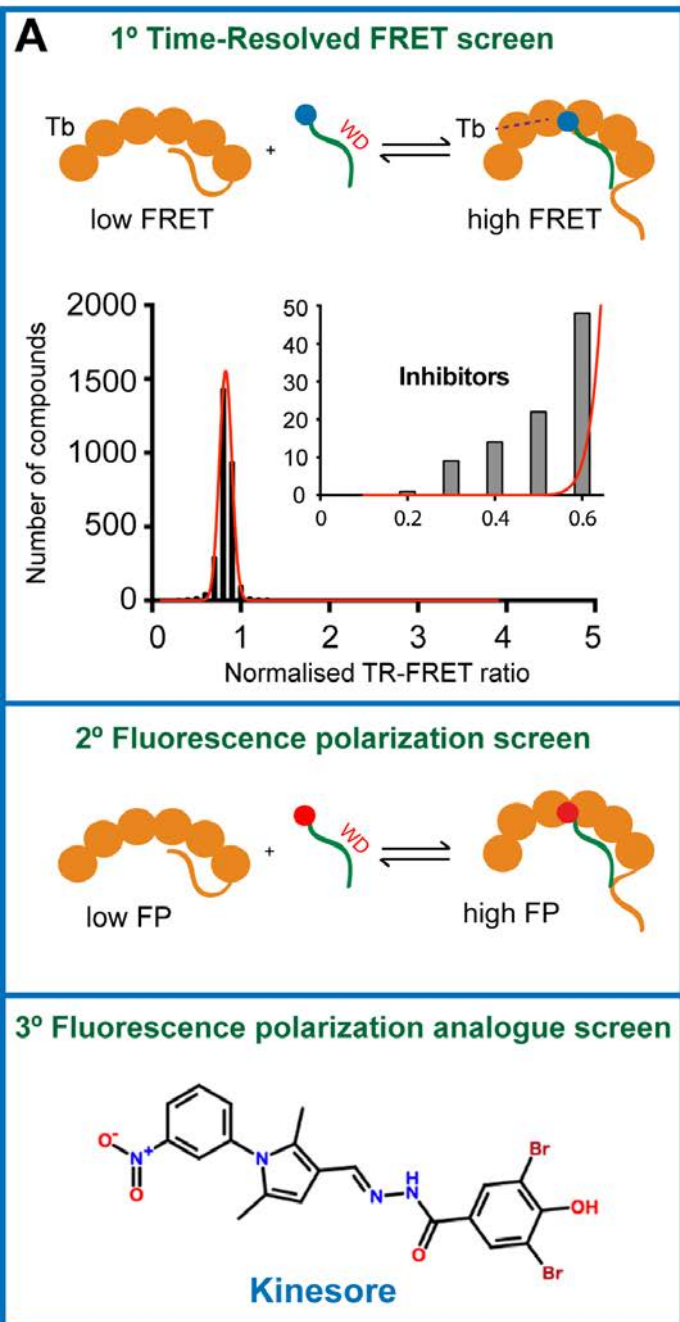 A 1º Time-Resolved FRET screen
Tb
+
WD
Tb
low FRET
high FRET
Number of compounds
2000
1500
1000
500
0
0 1 2 3 4 5
Normalised TR-FRET ratio
Inhibitors
50
40
30
20
10
0
0 0.2 0.4 0.6
2º Fluorescence polarization screen
+
WD
low FP
high FP
3º Fluorescence polarization analogue screen
O-
N+
O
N
N
H
N
O
Br
OH
Br
Kinesore